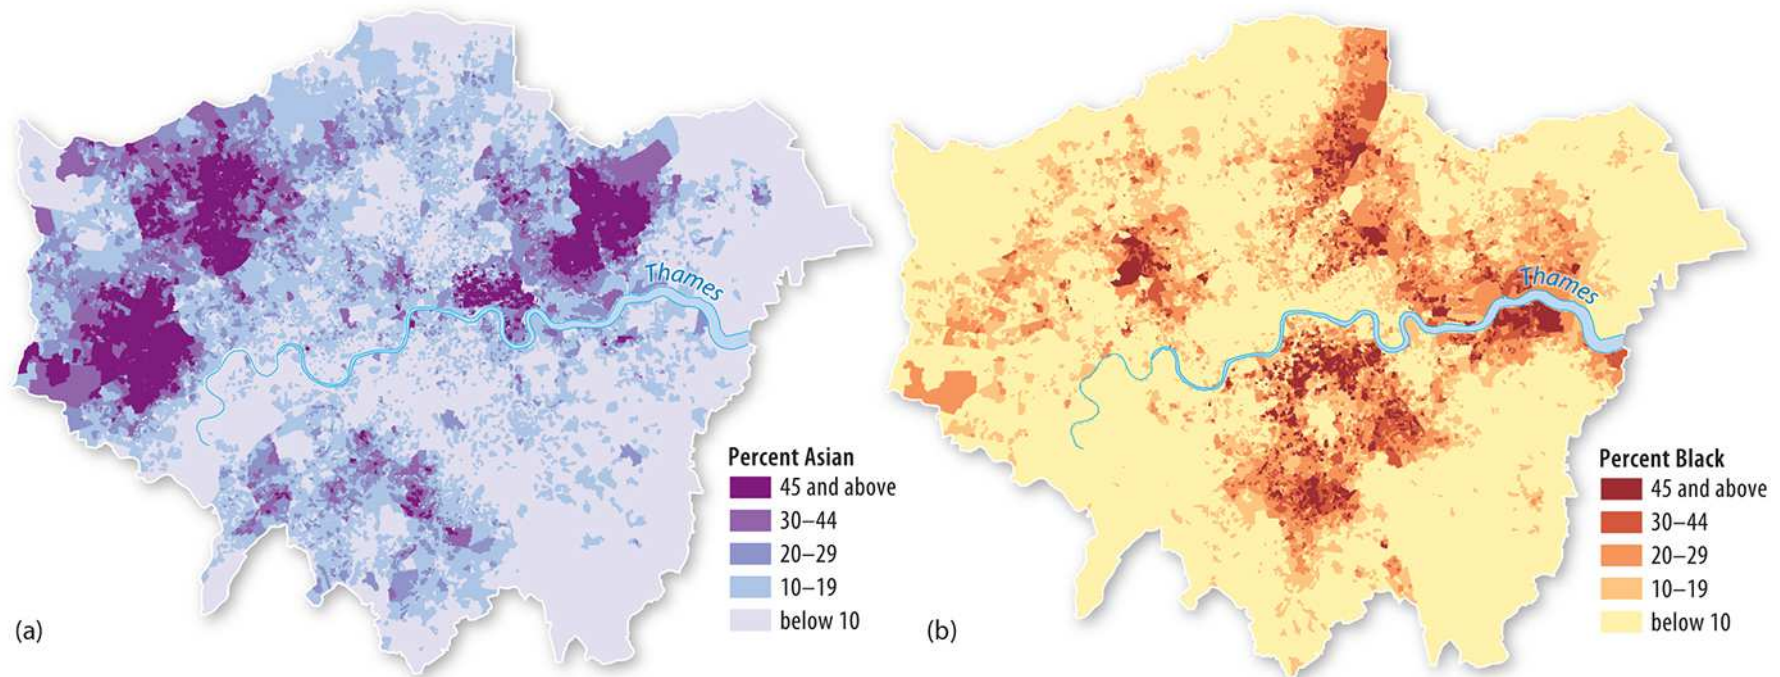 Thames
Percent Asian
45 and above
30–44
20–29
10–19
below 10
(a)
Thames
Percent Black
45 and above
30–44
20–29
10–19
below 10
(b)